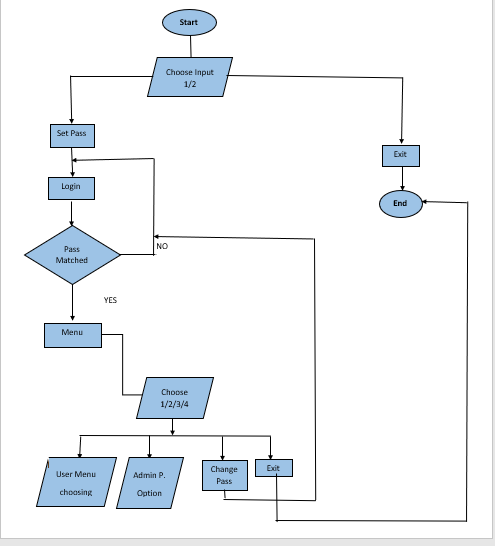 Start
Choose Input
1/2
Set Pass
Exit
Login
End
Pass
Matched
NO
YES
Menu
Choose
1/2/3/4
User Menu
choosing
Admin P.
Option
Change
Pass
Exit